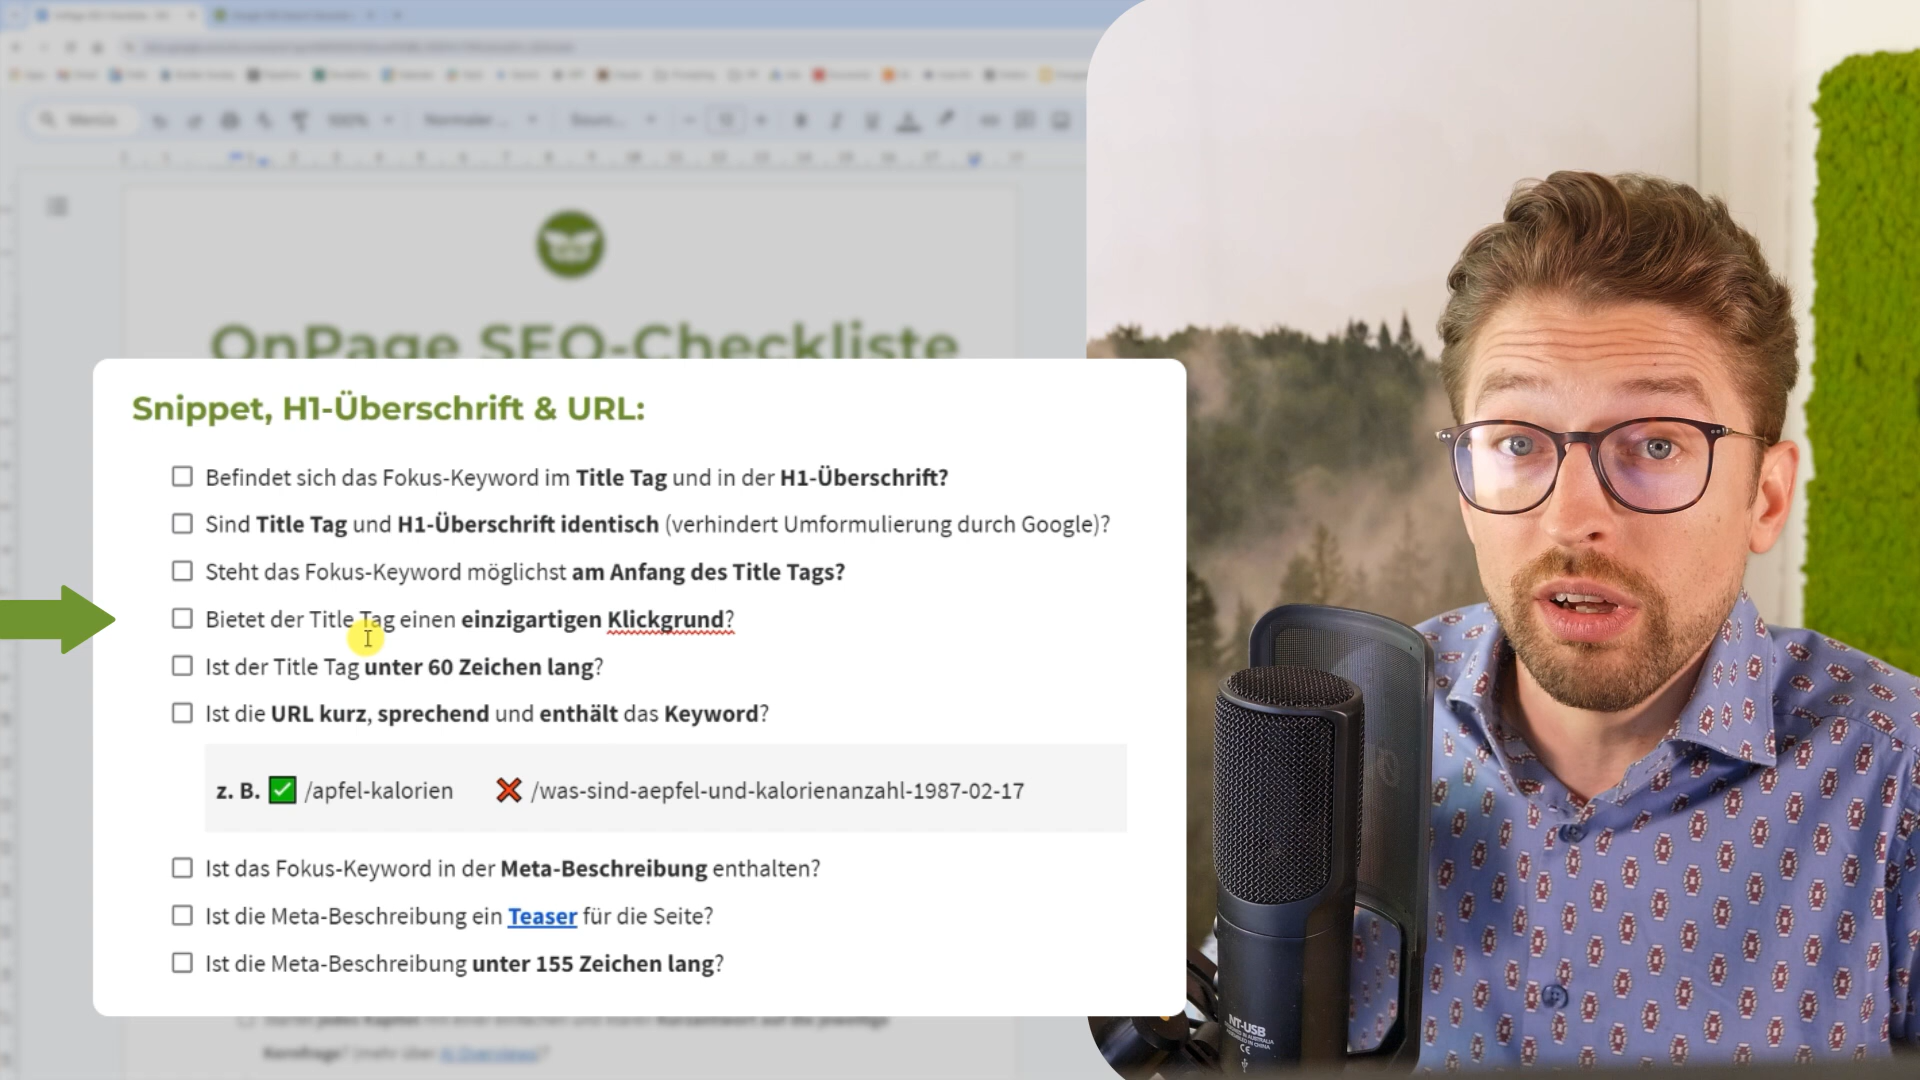 OnPage SEO-Checkliste
Snippet, H1-Überschrift & URL:
Befindet sich das Fokus-Keyword im Title Tag und in der H1-Überschrift?
Sind Title Tag und H1-Überschrift identisch (verhindert Umformulierung durch Google)?
Steht das Fokus-Keyword möglichst am Anfang des Title Tags?
Bietet der Title Tag einen einzigartigen Klickgrund?
Ist der Title Tag unter 60 Zeichen lang?
Ist die URL kurz, sprechend und enthält das Keyword?
z. B. ✅ /apfel-kalorien ❌ /was-sind-aepfel-und-kalorienanzahl-1987-02-17
Ist das Fokus-Keyword in der Meta-Beschreibung enthalten?
Ist die Meta-Beschreibung ein Teaser für die Seite?
Ist die Meta-Beschreibung unter 155 Zeichen lang?
NT-USB